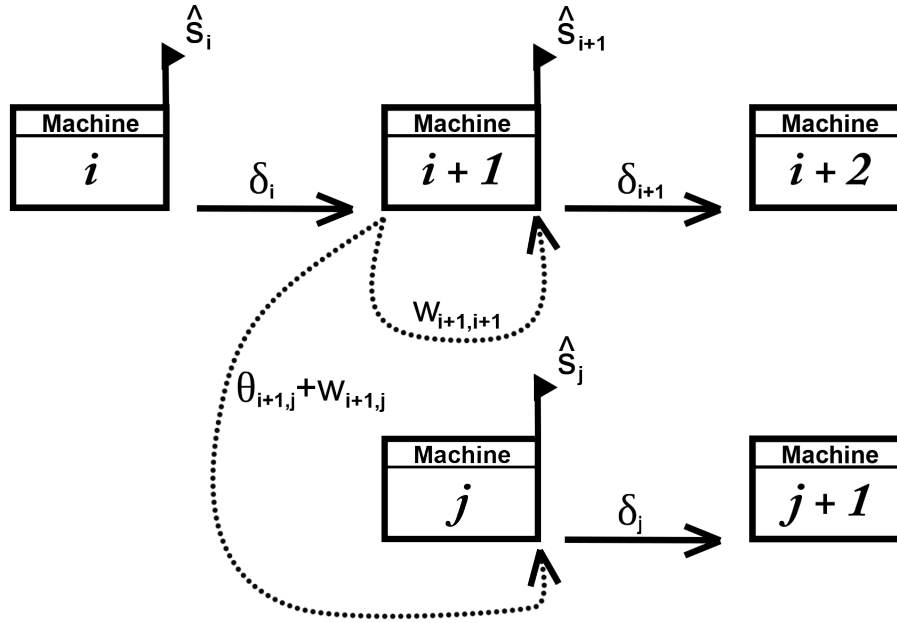 ŝᵢ
ŝᵢ₊₁
Machine
i
Machine
i + 1
Machine
i + 2
δᵢ
δᵢ₊₁
wᵢ₊₁,ᵢ₊₁
θᵢ₊₁,ⱼ+wᵢ₊₁,ⱼ
ŝⱼ
Machine
j
Machine
j + 1
δⱼ